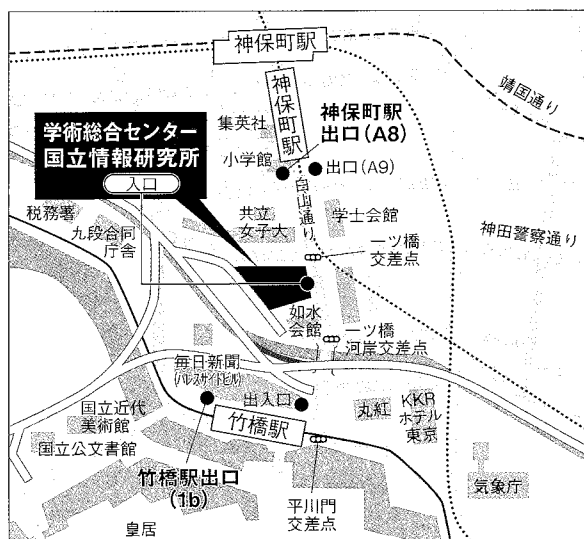 神保町駅
神保町駅
靖国通り
学術総合センター
国立情報研究所
入口
集英社
小学館
神保町駅
出口(A8)
出口(A9)
白山通り
税務署
九段合同
庁舎
共立
女子大
学士会館
神田警察通り
一ツ橋
交差点
如水
会館
一ツ橋
河岸交差点
毎日新聞
(パレスサイドビル)
出入口
国立近代
美術館
国立公文書館
竹橋駅
丸紅
KKR
ホテル
東京
竹橋駅出口
(1b)
平川門
交差点
気象庁
皇居